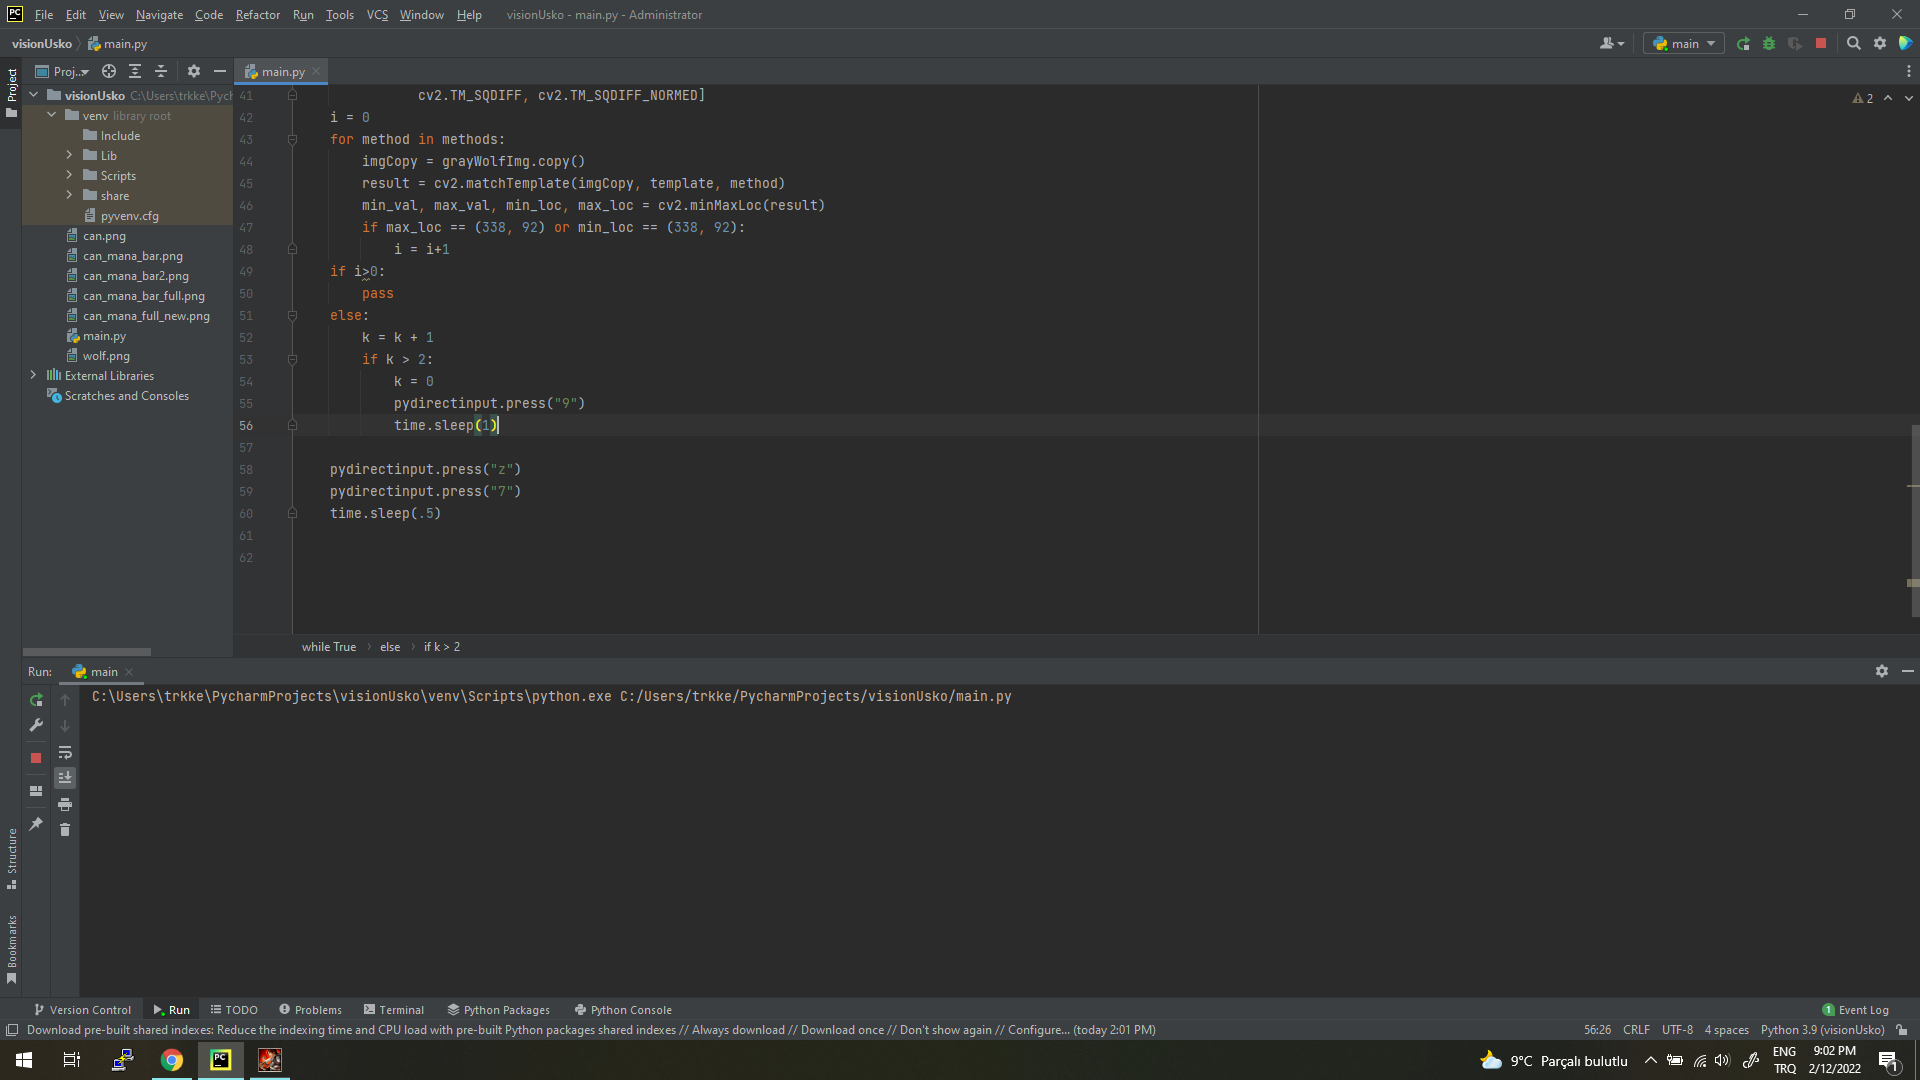 PC File Edit View Navigate Code Refactor Run Tools VCS Window Help visionUsko - main.py - Administrator
visionUsko main.py main
Project Proj... main.py
visionUsko C:\Users\trkke\Pych
venv library root
Include
Lib
Scripts
share
pyvenv.cfg
can.png
can_mana_bar.png
can_mana_bar2.png
can_mana_bar_full.png
can_mana_full_new.png
main.py
wolf.png
External Libraries
Scratches and Consoles
2
41 cv2.TM_SQDIFF, cv2.TM_SQDIFF_NORMED]
42 i = 0
43 for method in methods:
44 imgCopy = grayWolfImg.copy()
45 result = cv2.matchTemplate(imgCopy, template, method)
46 min_val, max_val, min_loc, max_loc = cv2.minMaxLoc(result)
47 if max_loc == (338, 92) or min_loc == (338, 92):
48 i = i+1
49 if i>0:
50 pass
51 else:
52 k = k + 1
53 if k > 2:
54 k = 0
55 pydirectinput.press("9")
56 time.sleep(1)
57
58 pydirectinput.press("z")
59 pydirectinput.press("7")
60 time.sleep(.5)
61
62
while True else if k > 2
Run: main
C:\Users\trkke\PycharmProjects\visionUsko\venv\Scripts\python.exe C:/Users/trkke/PycharmProjects/visionUsko/main.py
Structure
Bookmarks
Version Control Run TODO Problems Terminal Python Packages Python Console 1 Event Log
Download pre-built shared indexes: Reduce the indexing time and CPU load with pre-built Python packages shared indexes // Always download // Download once // Don't show again // Configure... (today 2:01 PM) 56:26 CRLF UTF-8 4 spaces Python 3.9 (visionUsko)
PC 9°C Parçalı bulutlu ENG 9:02 PM
TRQ 2/12/2022 1